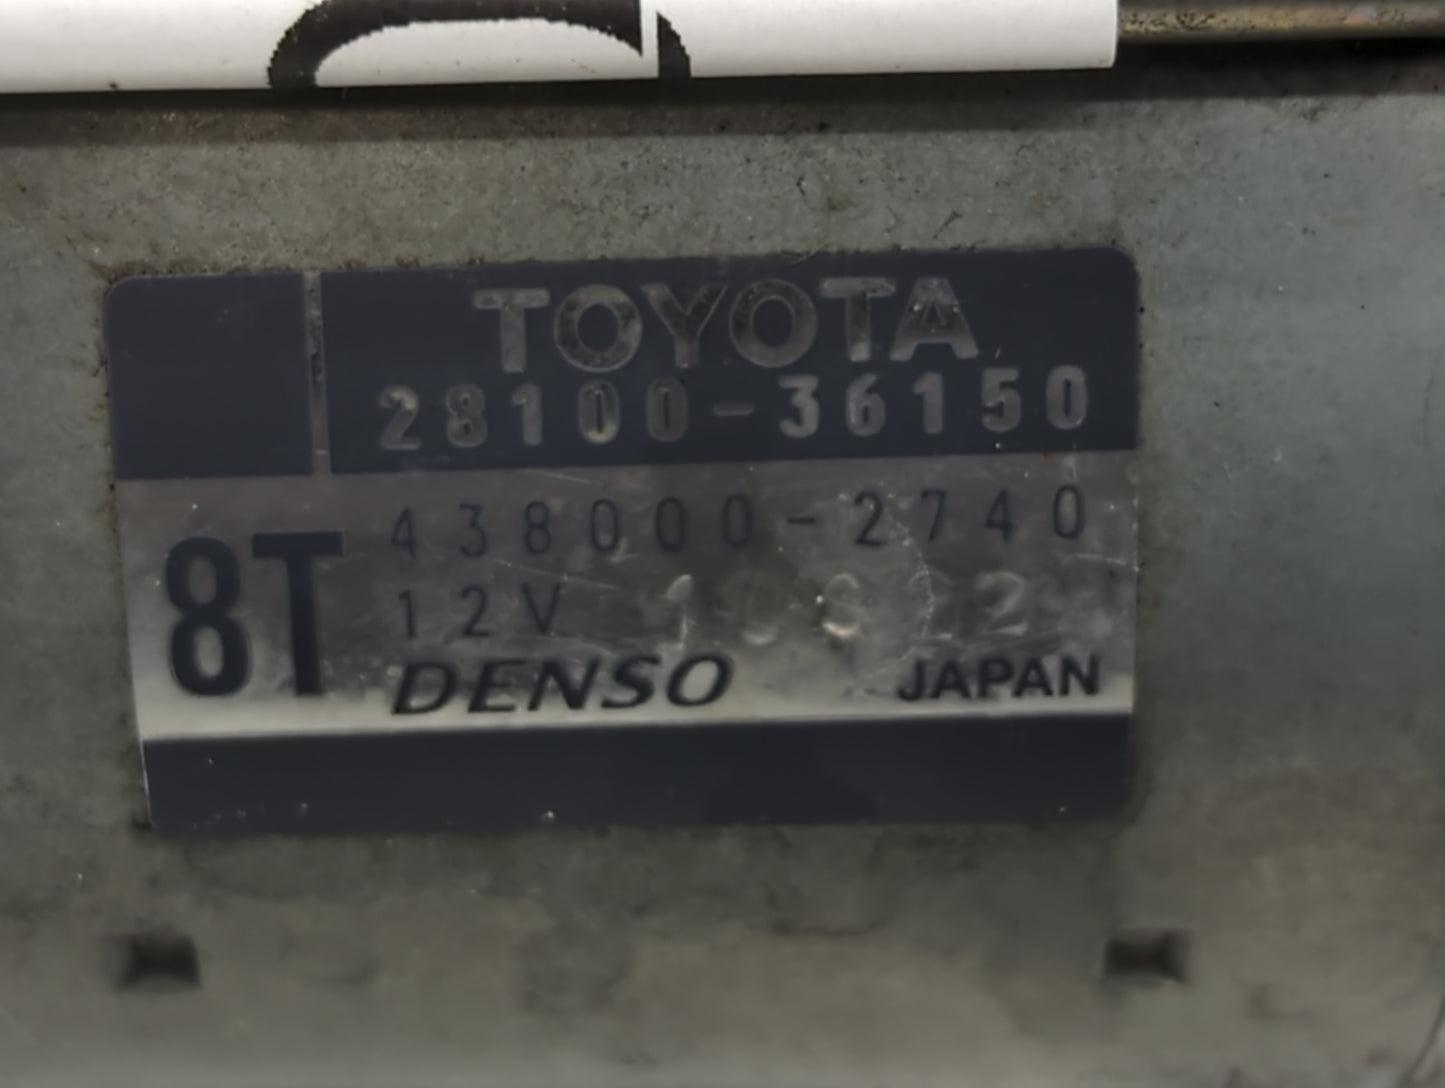 TOYOTA
28100-36150
438000-2740
8T
12V
DENSO JAPAN